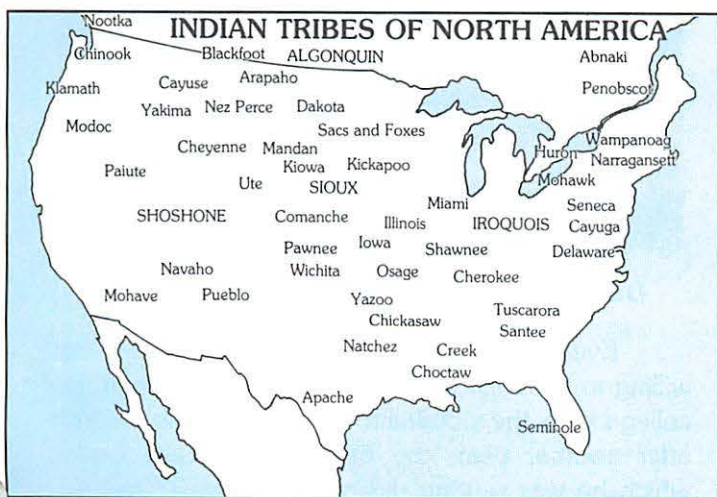 INDIAN TRIBES OF NORTH AMERICA
Nootka
Chinook
Blackfoot
ALGONQUIN
Abnaki
Klamath
Cayuse
Arapaho
Penobscot
Yakima
Nez Perce
Dakota
Modoc
Sacs and Foxes
Wampanoag
Cheyenne
Mandan
Huron
Narragansett
Paiute
Kiowa
Kickapoo
Mohawk
Ute
SIOUX
Miami
Seneca
SHOSHONE
Comanche
Illinois
IROQUOIS
Cayuga
Pawnee
Iowa
Shawnee
Delaware
Navaho
Wichita
Osage
Cherokee
Mohave
Pueblo
Yazoo
Tuscarora
Chickasaw
Santee
Natchez
Creek
Choctaw
Apache
Seminole